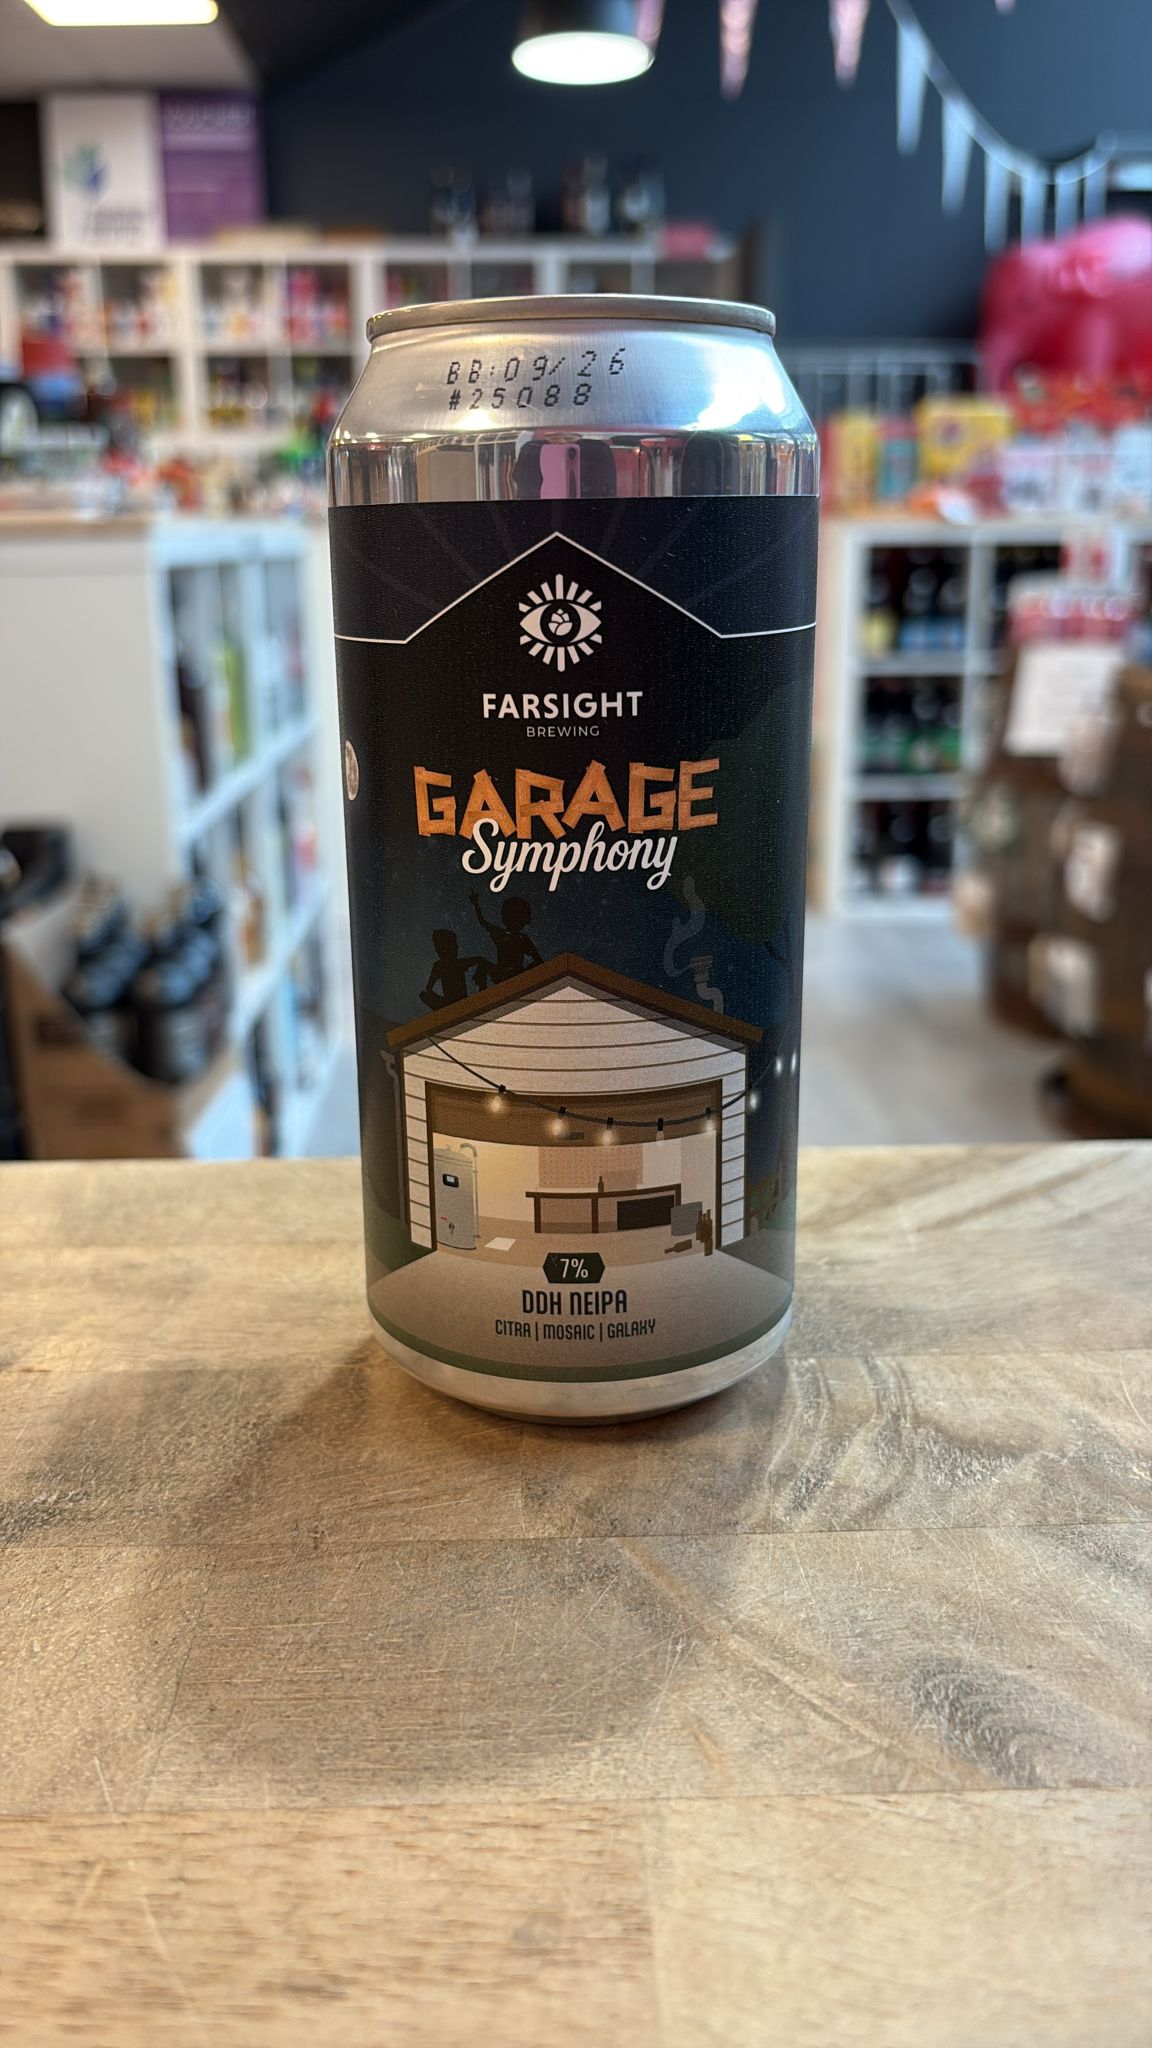 BB:09/26
#25088
FARSIGHT
BREWING
GARAGE
Symphony
7%
DDH NEIPA
CITRA | MOSAIC | GALAXY